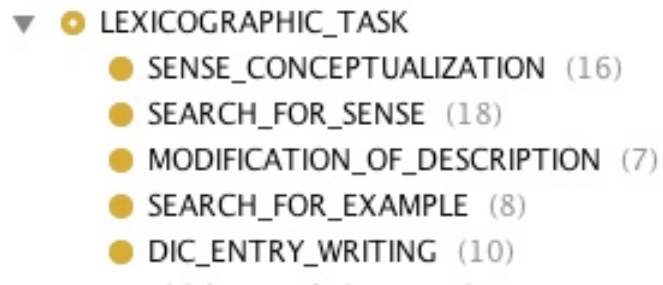 LEXICOGRAPHIC_TASK
SENSE_CONCEPTUALIZATION (16)
SEARCH_FOR_SENSE (18)
MODIFICATION_OF_DESCRIPTION (7)
SEARCH_FOR_EXAMPLE (8)
DIC_ENTRY_WRITING (10)